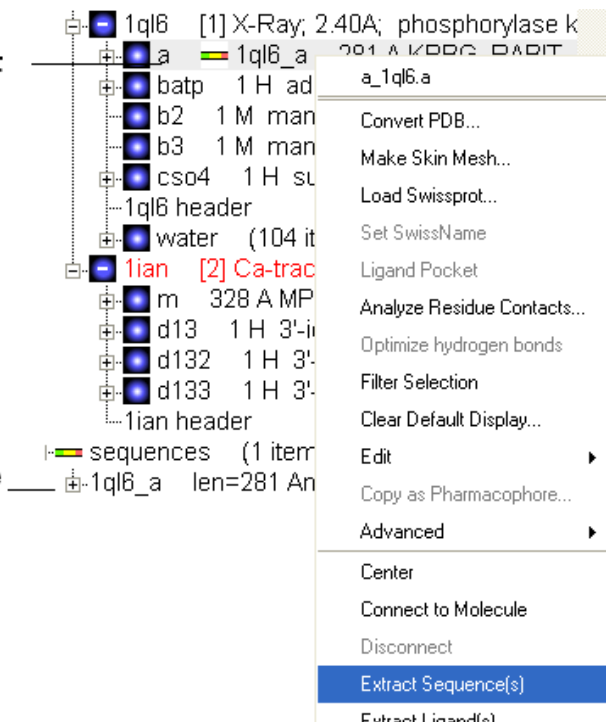 1ql6 [1] X-Ray; 2.40A; phosphorylase k
a 1ql6_a 281 A KPBG_RABIT
batp 1 H ad
b2 1 M man
b3 1 M man
cso4 1 H su
1ql6 header
water (104 it
1ian [2] Ca-trac
m 328 A MP
d13 1 H 3'-i
d132 1 H 3'-
d133 1 H 3'-
1ian header
sequences (1 item
1ql6_a len=281 An
a_1ql6.a
Convert PDB...
Make Skin Mesh...
Load Swissprot...
Set SwissName
Ligand Pocket
Analyze Residue Contacts...
Optimize hydrogen bonds
Filter Selection
Clear Default Display...
Edit
Copy as Pharmacophore...
Advanced
Center
Connect to Molecule
Disconnect
Extract Sequence(s)
Extract Ligand(s)